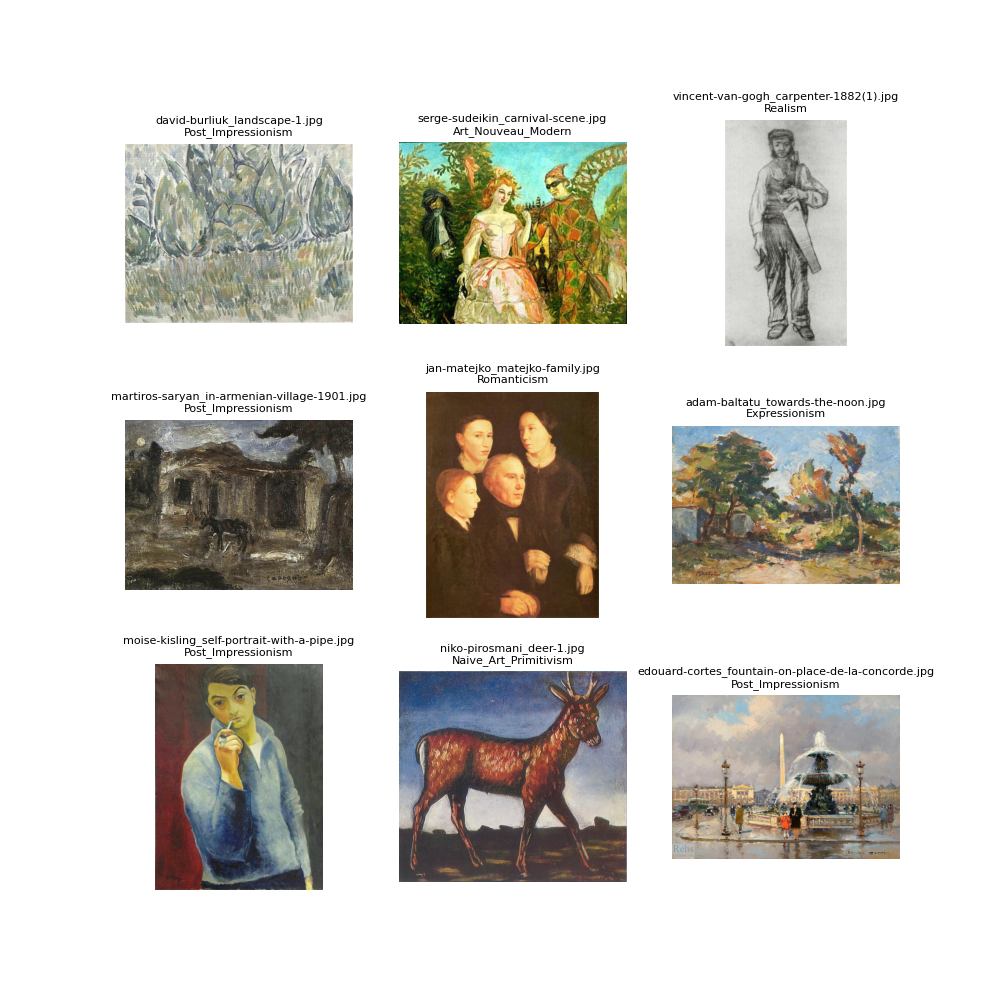 david-burliuk_landscape-1.jpg
Post_Impressionism
serge-sudeikin_carnival-scene.jpg
Art_Nouveau_Modern
vincent-van-gogh_carpenter-1882(1).jpg
Realism
martiros-saryan_in-armenian-village-1901.jpg
Post_Impressionism
jan-matejko_matejko-family.jpg
Romanticism
adam-baltatu_towards-the-noon.jpg
Expressionism
moise-kisling_self-portrait-with-a-pipe.jpg
Post_Impressionism
niko-pirosmani_deer-1.jpg
Naive_Art_Primitivism
edouard-cortes_fountain-on-place-de-la-concorde.jpg
Post_Impressionism